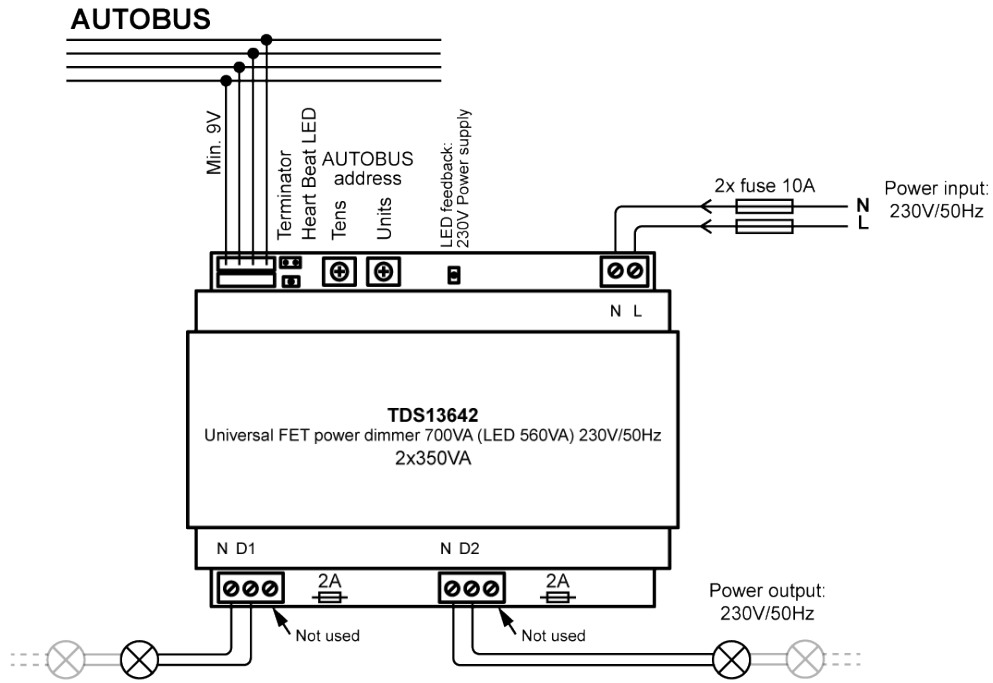 AUTOBUS
Min. 9V
Terminator
Heart Beat LED
AUTOBUS
address
Tens
Units
LED feedback:
230V Power supply
2x fuse 10A
N
L
Power input:
230V/50Hz
N L
TDS13642
Universal FET power dimmer 700VA (LED 560VA) 230V/50Hz
2x350VA
N D1
N D2
2A
2A
Not used
Not used
Power output:
230V/50Hz